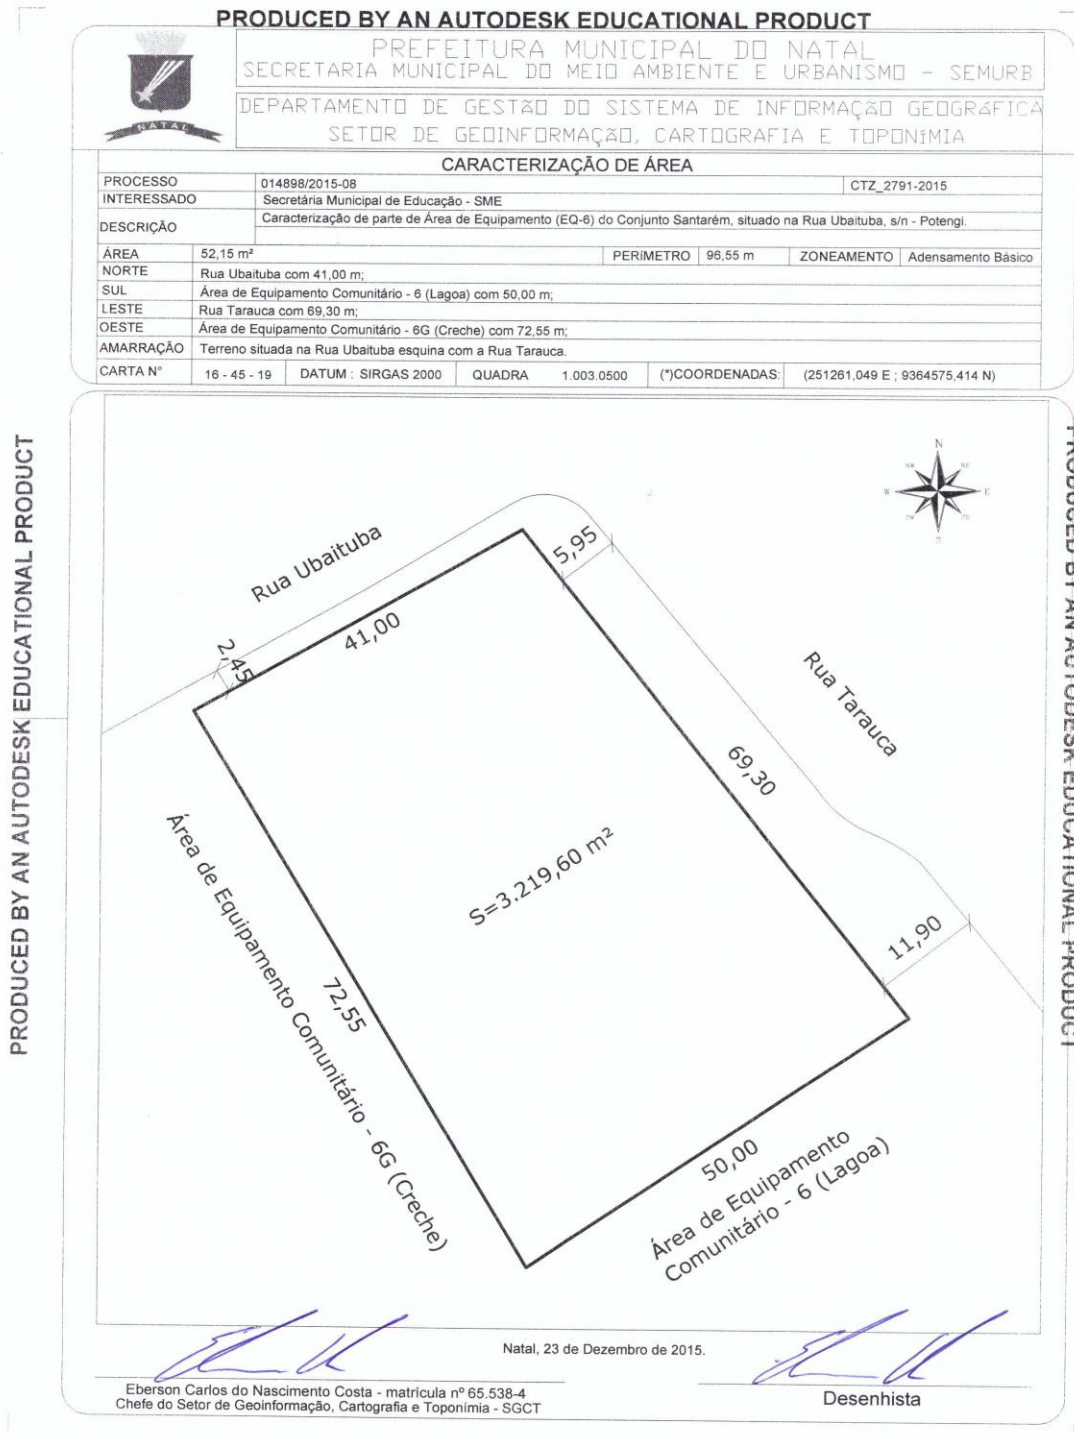 PRODUCED BY AN AUTODESK EDUCATIONAL PRODUCT
PREFEITURA MUNICIPAL DO NATAL
SECRETARIA MUNICIPAL DO MEIO AMBIENTE E URBANISMO - SEMURB
DEPARTAMENTO DE GESTÃO DO SISTEMA DE INFORMAÇÃO GEOGRÁFICA
SETOR DE GEOINFORMAÇÃO, CARTOGRAFIA E TOPONÍMIA
NATAL
CARACTERIZAÇÃO DE ÁREA
PROCESSO 014898/2015-08 CTZ_2791-2015
INTERESSADO Secretária Municipal de Educação - SME
DESCRIÇÃO Caracterização de parte de Área de Equipamento (EQ-6) do Conjunto Santarém, situado na Rua Ubaituba, s/n - Potengi.
ÁREA 52,15 m² PERÍMETRO 96,55 m ZONEAMENTO Adensamento Básico
NORTE Rua Ubaituba com 41,00 m;
SUL Área de Equipamento Comunitário - 6 (Lagoa) com 50,00 m;
LESTE Rua Tarauca com 69,30 m;
OESTE Área de Equipamento Comunitário - 6G (Creche) com 72,55 m;
AMARRAÇÃO Terreno situada na Rua Ubaituba esquina com a Rua Tarauca.
CARTA N° 16 - 45 - 19 DATUM : SIRGAS 2000 QUADRA 1.003.0500 (*)COORDENADAS: (251261,049 E ; 9364575,414 N)
PRODUCED BY AN AUTODESK EDUCATIONAL PRODUCT
PRODUCED BY AN AUTODESK EDUCATIONAL PRODUCT
N
NW NE
W E
S
Rua Ubaituba
5,95
41,00
2,45
Rua Tarauca
69,30
S=3.219,60 m²
Área de Equipamento Comunitário - 6G (Creche)
72,55
11,90
50,00
Área de Equipamento
Comunitário - 6 (Lagoa)
Natal, 23 de Dezembro de 2015.
Eberson Carlos do Nascimento Costa - matrícula nº 65.538-4
Chefe do Setor de Geoinformação, Cartografia e Toponímia - SGCT
Desenhista